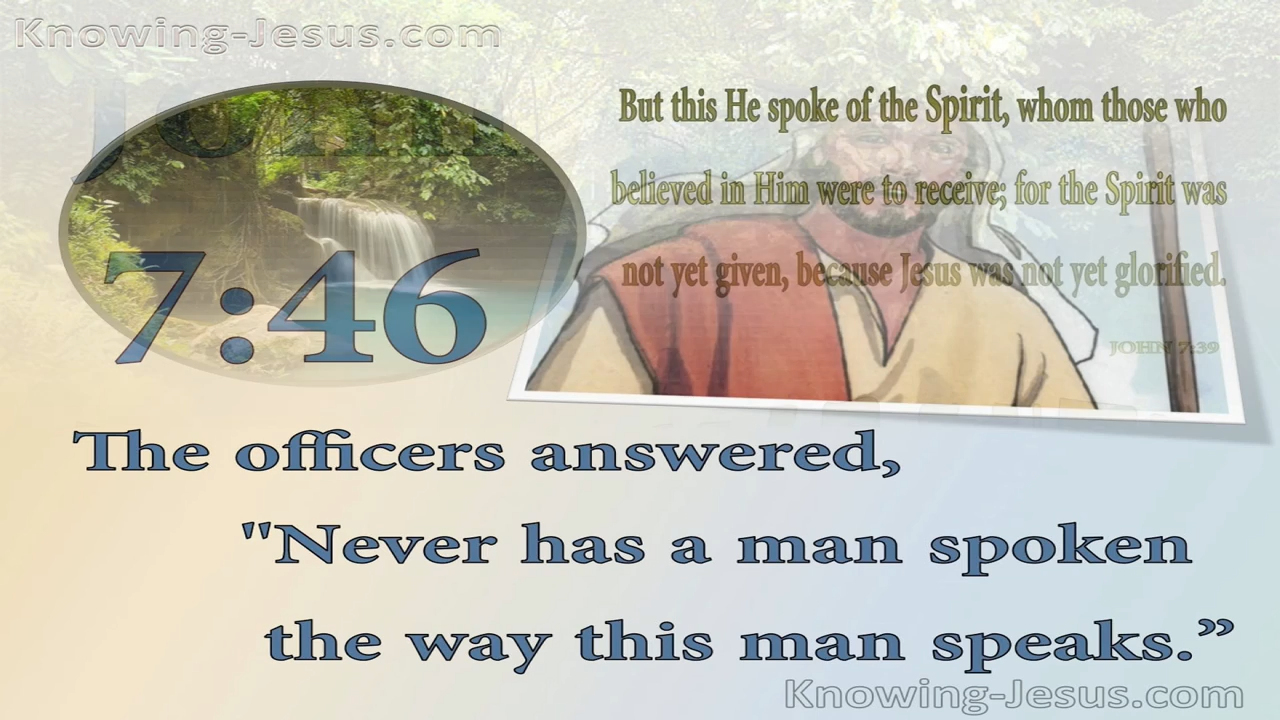 Knowing-Jesus.com
John
7:46
But this He spoke of the Spirit, whom those who
believed in Him were to receive; for the Spirit was
not yet given, because Jesus was not yet glorified.
JOHN 7:39
The officers answered,
"Never has a man spoken
the way this man speaks.”
Knowing-Jesus.com